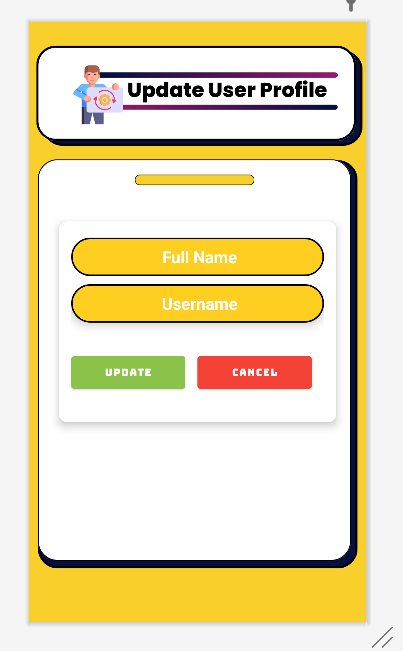 Update User Profile
Full Name
Username
UPDATE
CANCEL